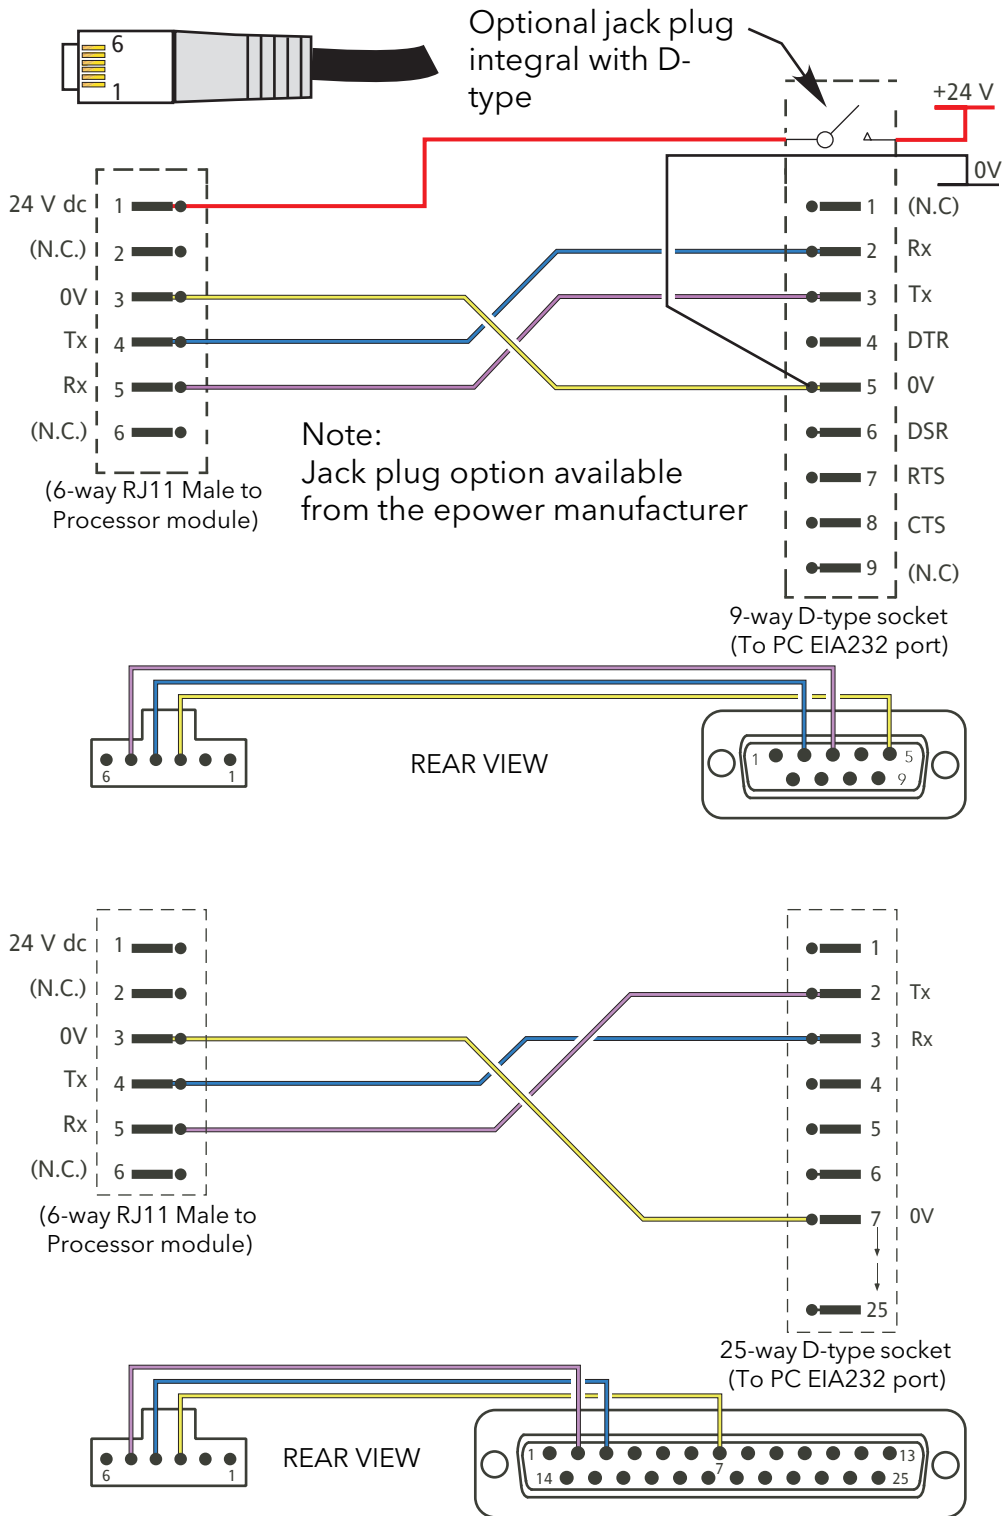 6
1
Optional jack plug
integral with D-
type
+24 V
0V
24 V dc 1
(N.C.) 2
0V 3
Tx 4
Rx 5
(N.C.) 6
(6-way RJ11 Male to
Processor module)
Note:
Jack plug option available
from the epower manufacturer
1 (N.C)
2 Rx
3 Tx
4 DTR
5 0V
6 DSR
7 RTS
8 CTS
9 (N.C)
9-way D-type socket
(To PC EIA232 port)
6 1
REAR VIEW
1 5
9
24 V dc 1
(N.C.) 2
0V 3
Tx 4
Rx 5
(N.C.) 6
(6-way RJ11 Male to
Processor module)
1
2 Tx
3 Rx
4
5
6
7 0V
25
25-way D-type socket
(To PC EIA232 port)
6 1
REAR VIEW
1 13
7
14 25